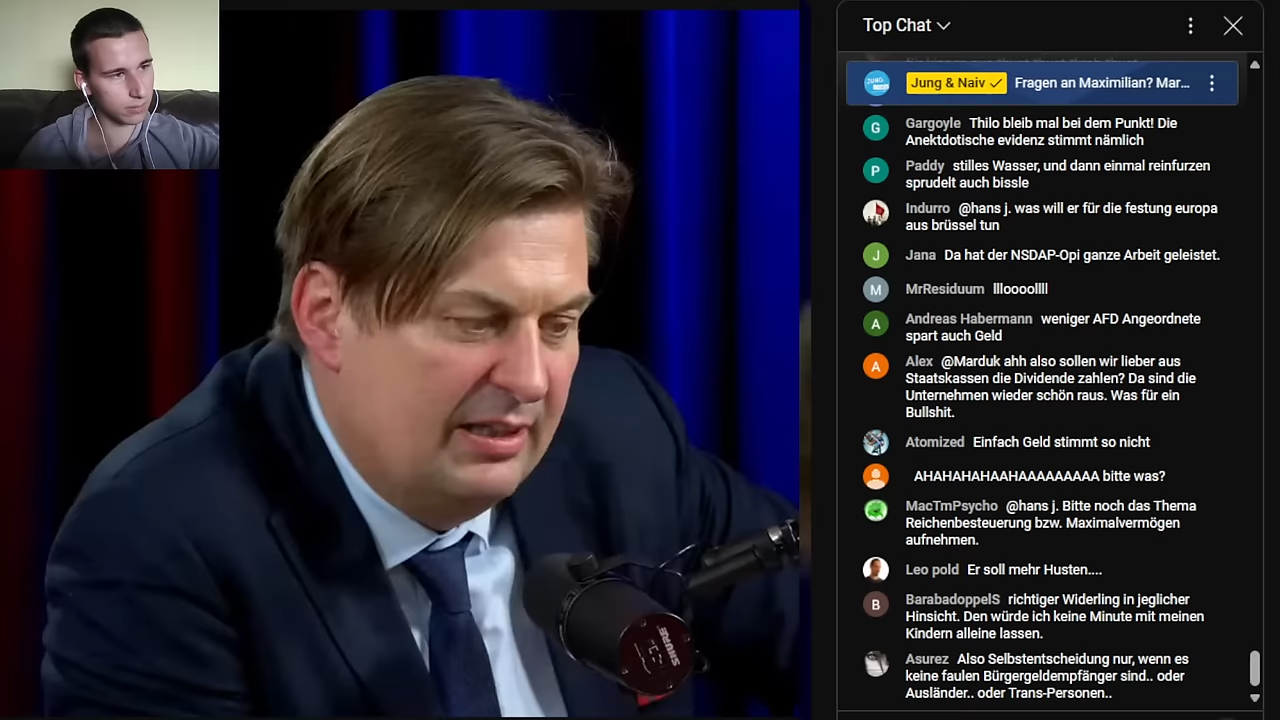 Top Chat
Jung & Naiv Fragen an Maximilian? Mar...
Gargoyle Thilo bleib mal bei dem Punkt! Die
Anektdotische evidenz stimmt nämlich
Paddy stilles Wasser, und dann einmal reinfurzen
sprudelt auch bissle
Indurro @hans j. was will er für die festung europa
aus brüssel tun
Jana Da hat der NSDAP-Opi ganze Arbeit geleistet.
MrResiduum llloooollll
Andreas Habermann weniger AFD Angeordnete
spart auch Geld
Alex @Marduk ahh also sollen wir lieber aus
Staatskassen die Dividende zahlen? Da sind die
Unternehmen wieder schön raus. Was für ein
Bullshit.
Atomized Einfach Geld stimmt so nicht
AHAHAHAHAAHAAAAAAAAA bitte was?
MacTmPsycho @hans j. Bitte noch das Thema
Reichenbesteuerung bzw. Maximalvermögen
aufnehmen.
Leo pold Er soll mehr Husten....
BarabadoppelS richtiger Widerling in jeglicher
Hinsicht. Den würde ich keine Minute mit meinen
Kindern alleine lassen.
Asurez Also Selbstentscheidung nur, wenn es
keine faulen Bürgergeldempfänger sind.. oder
Ausländer.. oder Trans-Personen..
SHURE